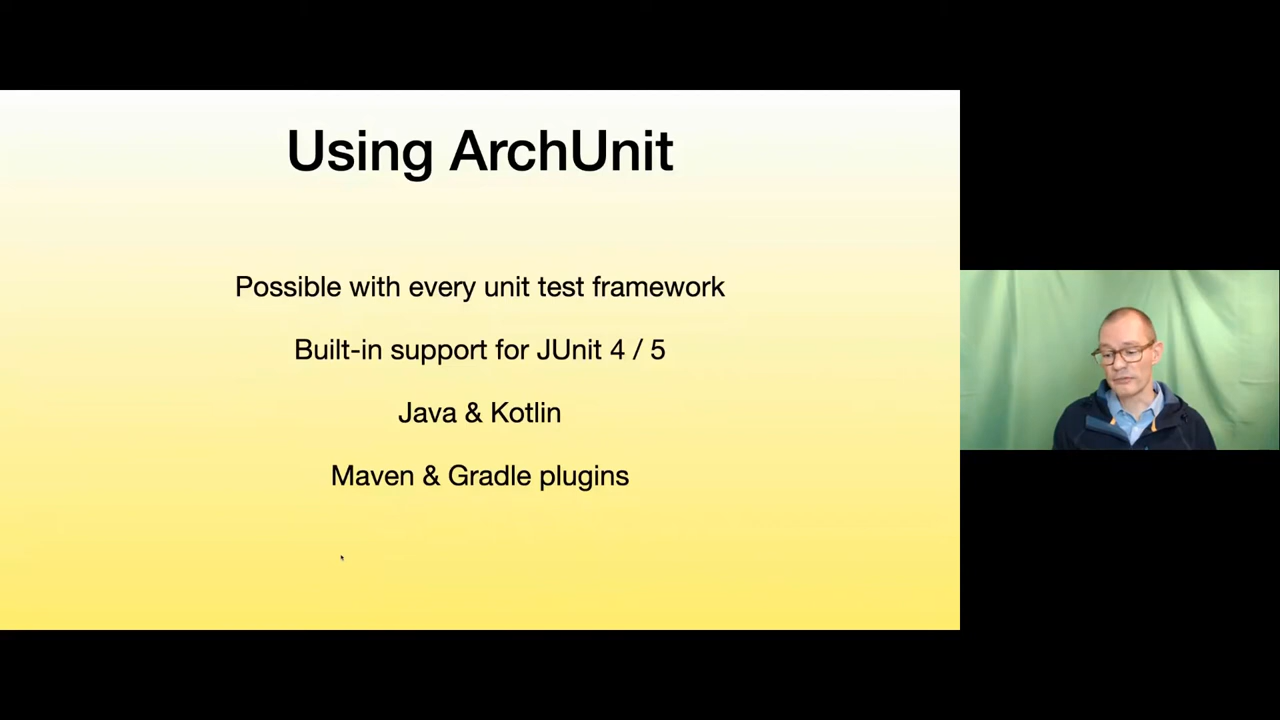 Using ArchUnit
Possible with every unit test framework
Built-in support for JUnit 4 / 5
Java & Kotlin
Maven & Gradle plugins